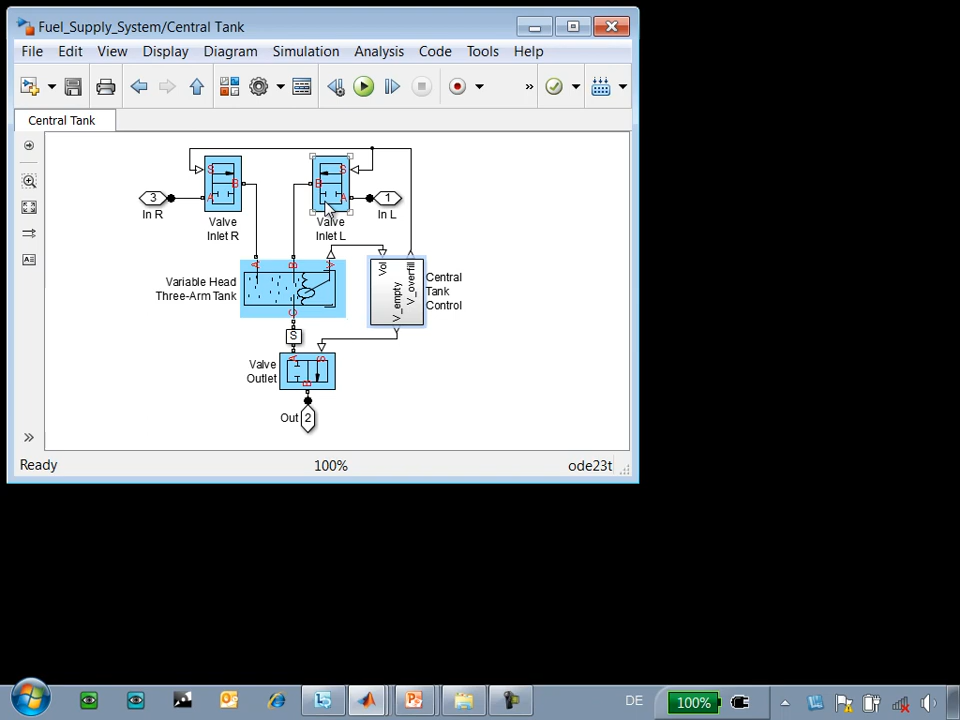 Fuel_Supply_System/Central Tank
File Edit View Display Diagram Simulation Analysis Code Tools Help
»
Central Tank
S
B
A
S
B
A
3
1
In R
In L
Valve
Inlet R
Valve
Inlet L
A
B
V
C
Variable Head
Three-Arm Tank
Vol
V_empty
V_overfill
Central
Tank
Control
S
A
S
B
Valve
Outlet
Out
2
»
Ready
100%
ode23t
DE
100%